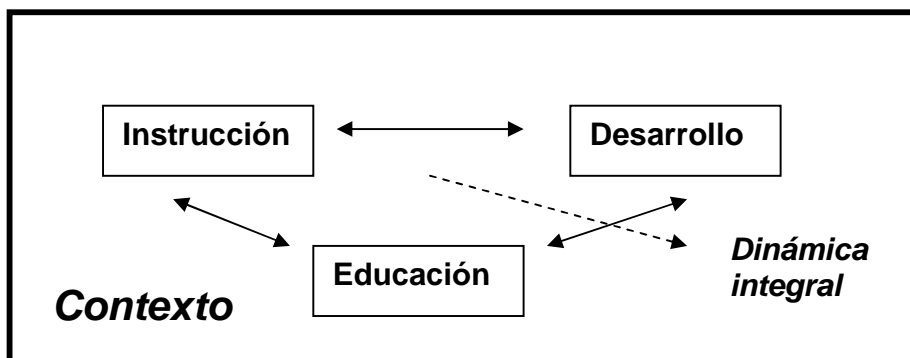 Instrucción
Desarrollo
Educación
Dinámica
integral
Contexto